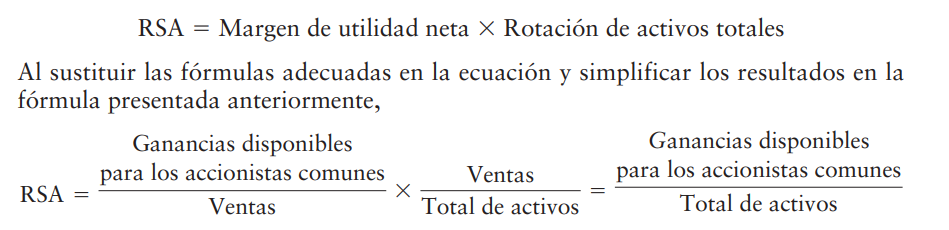 RSA = Margen de utilidad neta × Rotación de activos totales
Al sustituir las fórmulas adecuadas en la ecuación y simplificar los resultados en la
fórmula presentada anteriormente,
Ganancias disponibles
para los accionistas comunes
RSA = ────────── × ────────── = ──────────
Ventas
Ventas
Total de activos
Ganancias disponibles
para los accionistas comunes
Total de activos